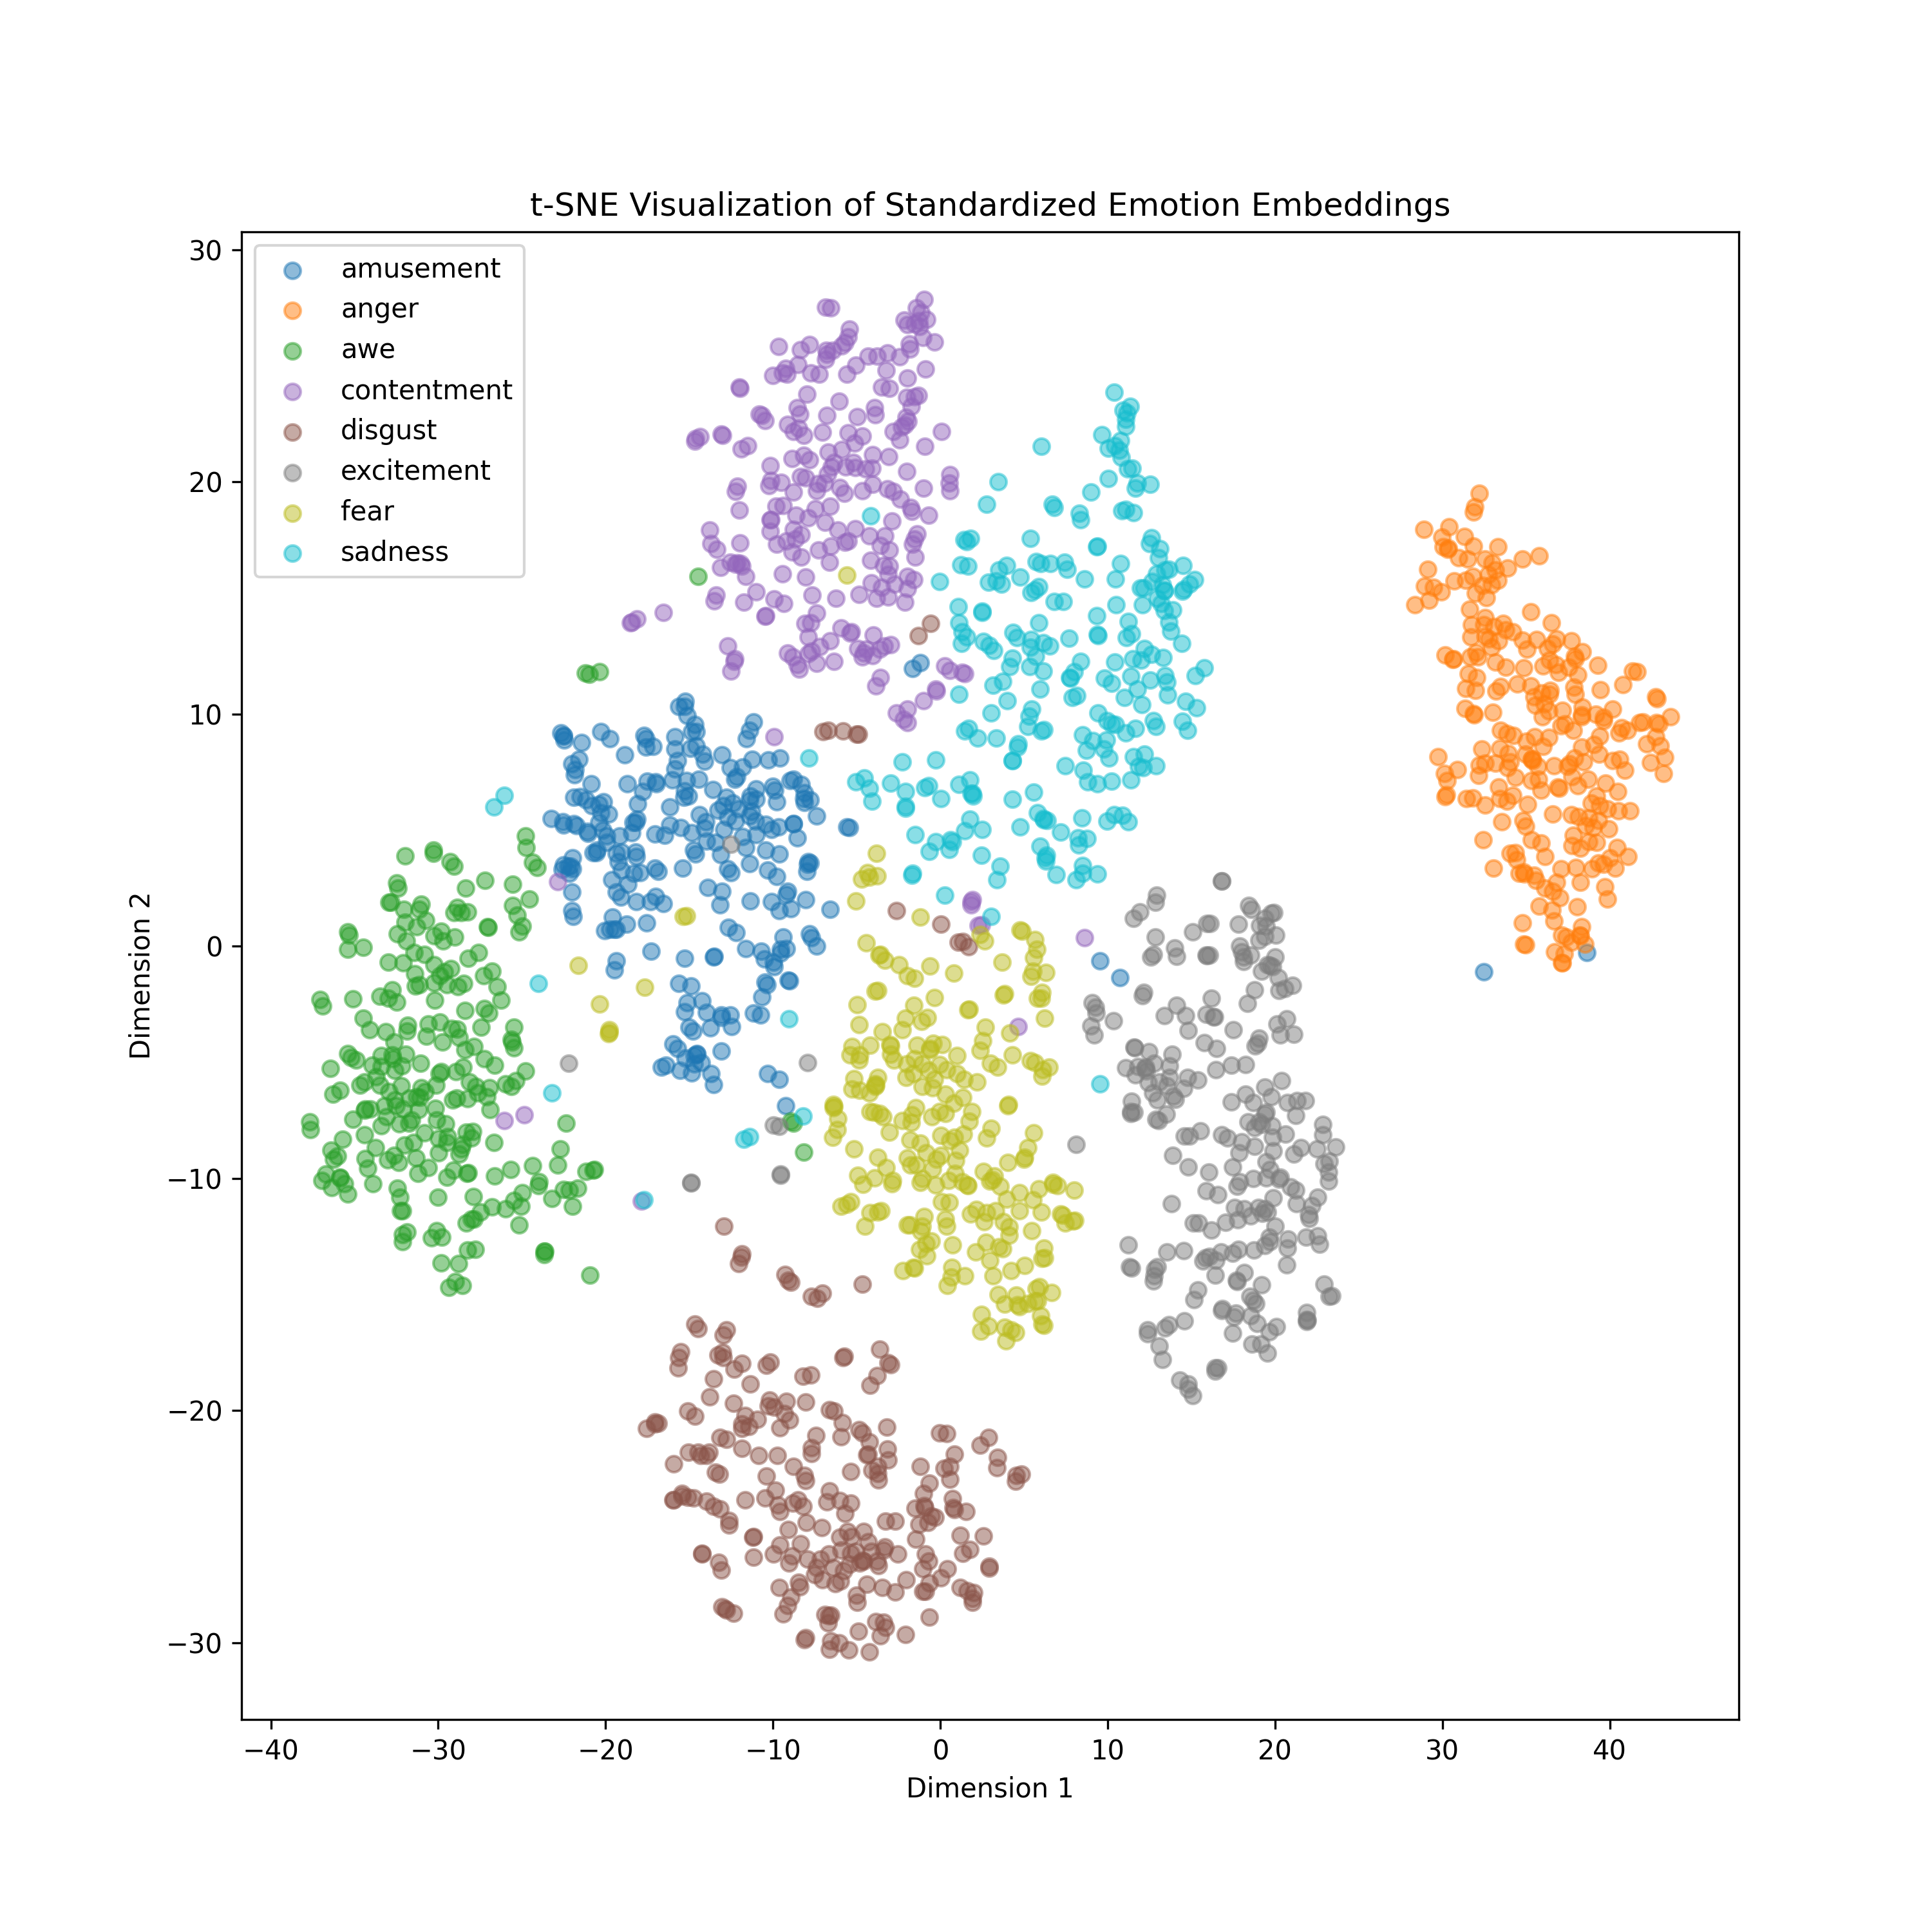 t-SNE Visualization of Standardized Emotion Embeddings
amusement
anger
awe
contentment
disgust
excitement
fear
sadness
30
20
10
0
−10
−20
−30
Dimension 2
−40 −30 −20 −10 0 10 20 30 40
Dimension 1